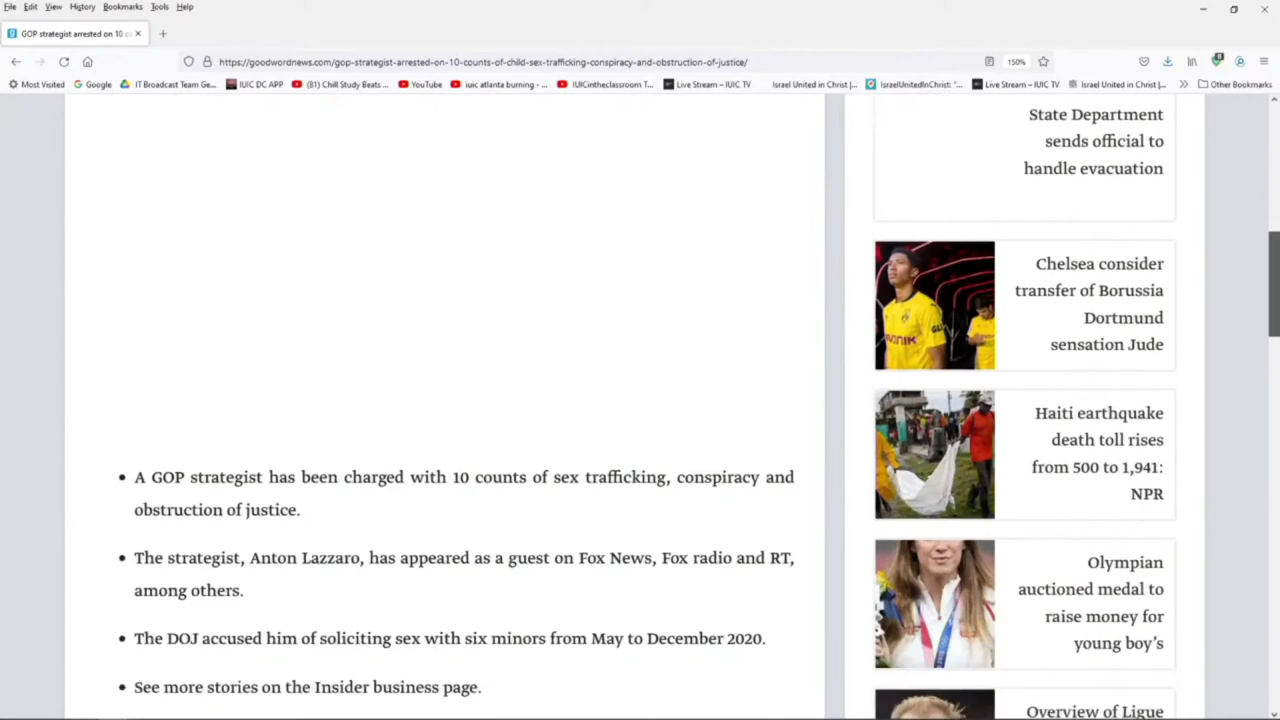 File Edit View History Bookmarks Tools Help
GOP strategist arrested on 10 co
https://goodwordnews.com/gop-strategist-arrested-on-10-counts-of-child-sex-trafficking-conspiracy-and-obstruction-of-justice/
150%
Most Visited Google IT Broadcast Team Ge... IUIC DC APP (81) Chill Study Beats ... YouTube iuic atlanta burning - ... IUICintheclassroom T... Live Stream – IUIC TV Israel United in Christ |... IsraelUnitedInChrist: "... Live Stream – IUIC TV Israel United in Christ |... Other Bookmarks
State Department
sends official to
handle evacuation
Chelsea consider
transfer of Borussia
Dortmund
sensation Jude
Haiti earthquake
death toll rises
from 500 to 1,941:
NPR
• A GOP strategist has been charged with 10 counts of sex trafficking, conspiracy and
obstruction of justice.
• The strategist, Anton Lazzaro, has appeared as a guest on Fox News, Fox radio and RT,
among others.
• The DOJ accused him of soliciting sex with six minors from May to December 2020.
• See more stories on the Insider business page.
Olympian
auctioned medal to
raise money for
young boy's
Overview of Ligue